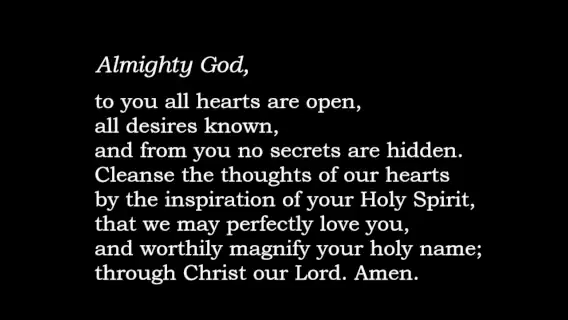 Almighty God,
to you all hearts are open,
all desires known,
and from you no secrets are hidden.
Cleanse the thoughts of our hearts
by the inspiration of your Holy Spirit,
that we may perfectly love you,
and worthily magnify your holy name;
through Christ our Lord. Amen.